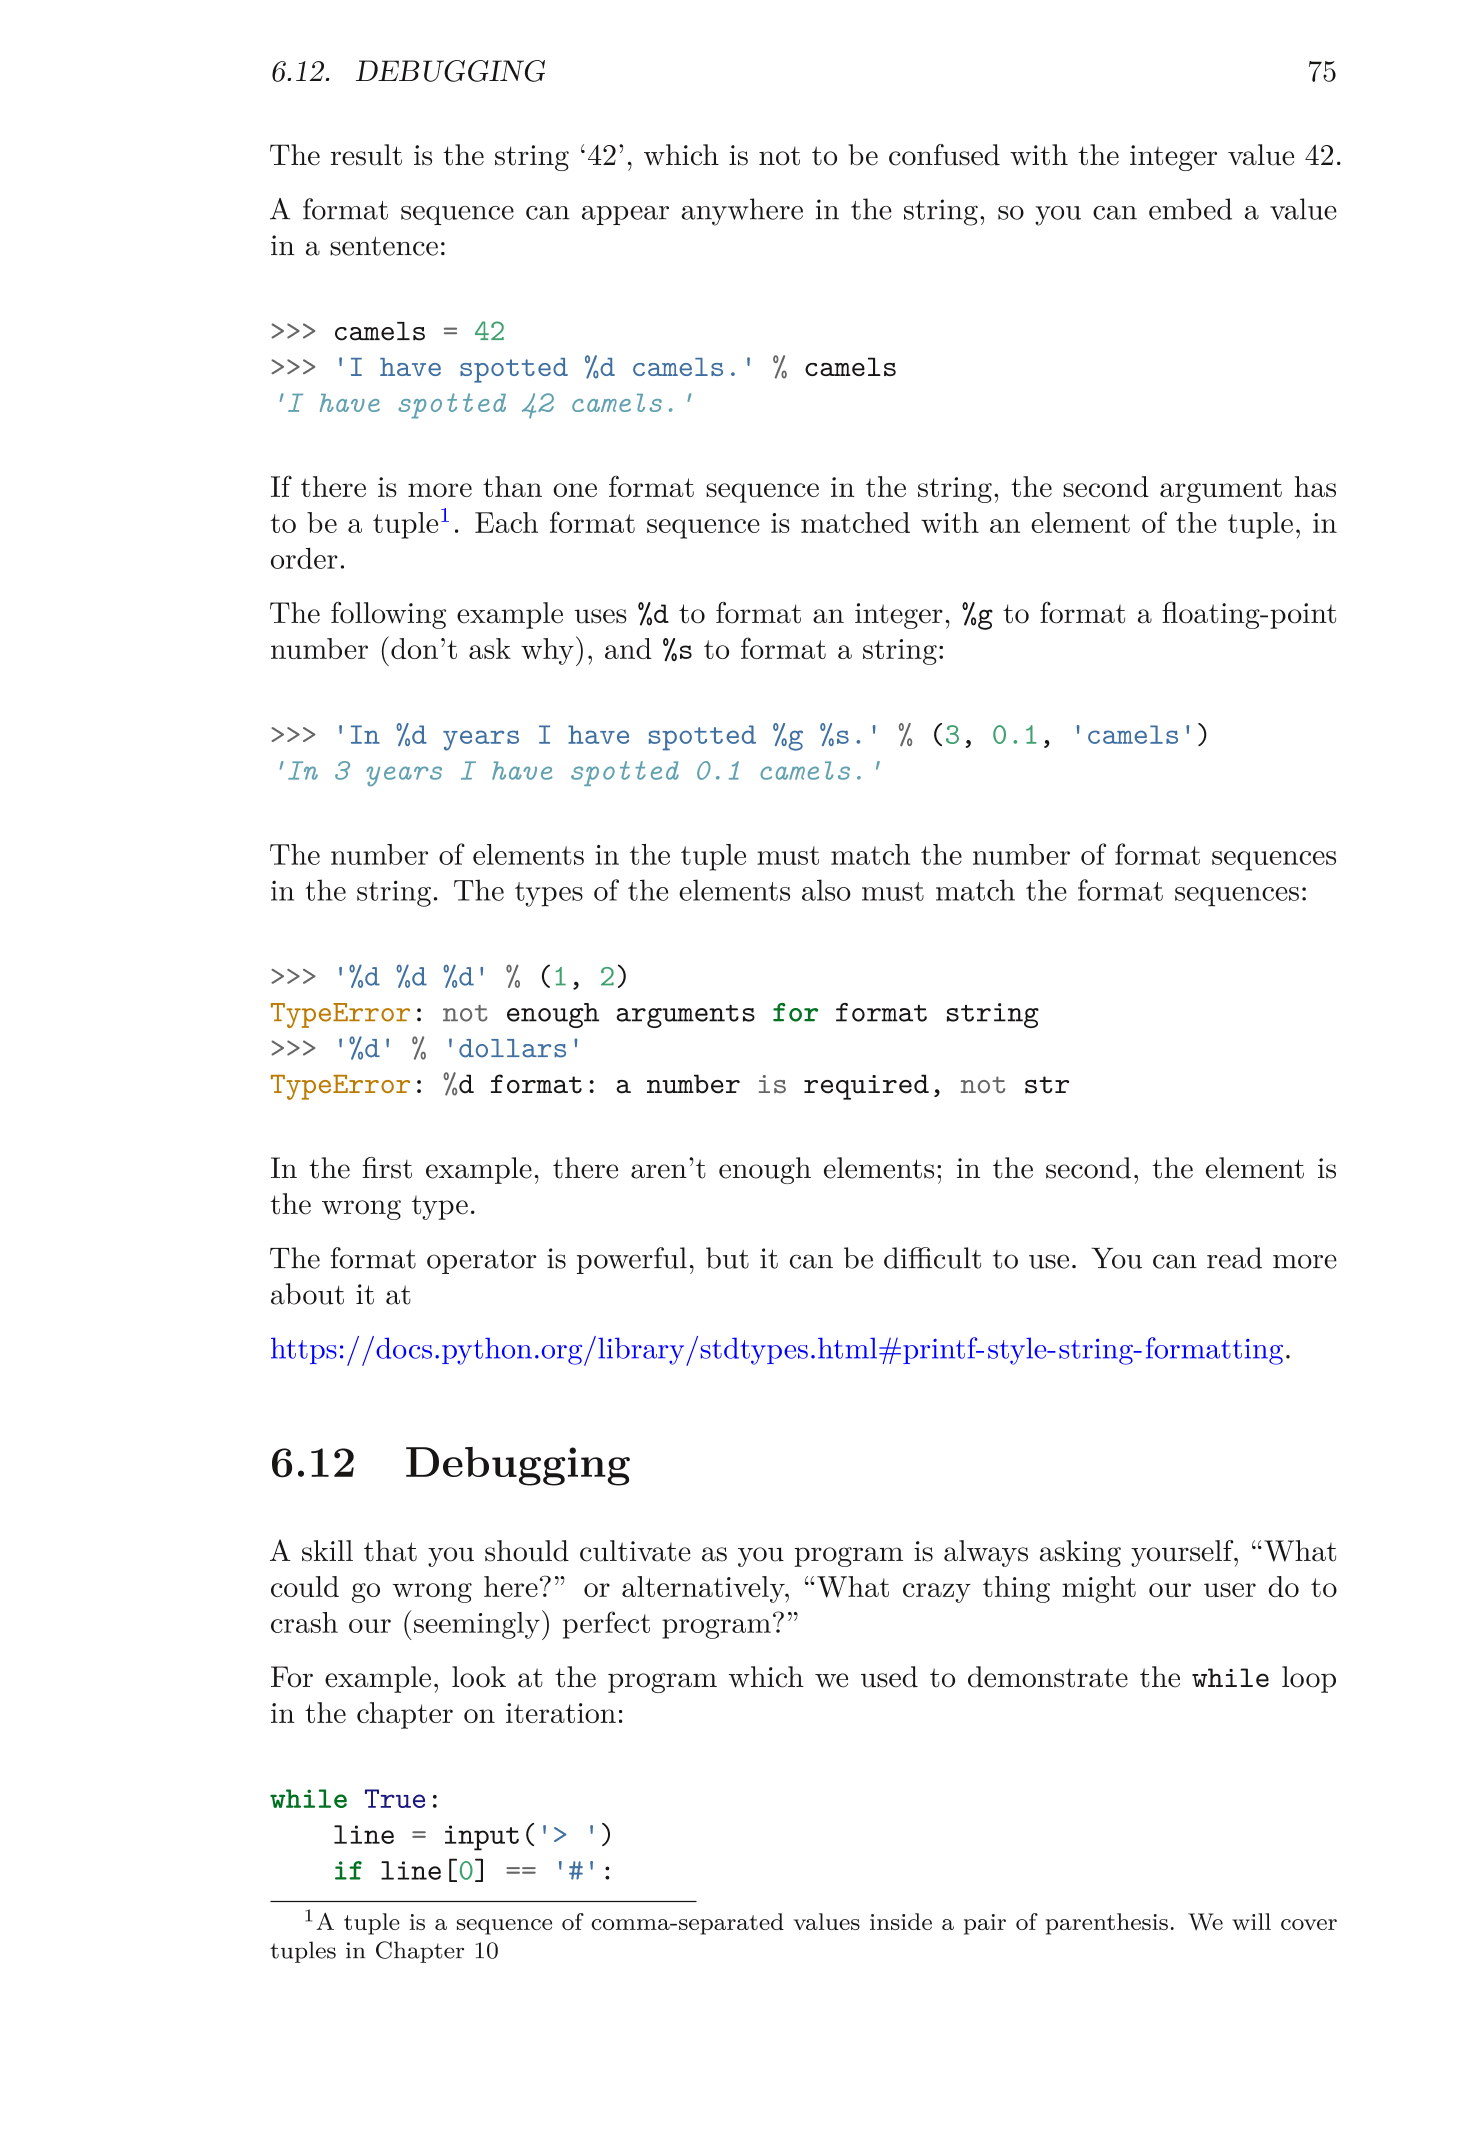 6.12. DEBUGGING 75
The result is the string ‘42’, which is not to be confused with the integer value 42.
A format sequence can appear anywhere in the string, so you can embed a value
in a sentence:
>>> camels = 42
>>> 'I have spotted %d camels.' % camels
'I have spotted 42 camels.'
If there is more than one format sequence in the string, the second argument has
to be a tuple1. Each format sequence is matched with an element of the tuple, in
order.
The following example uses %d to format an integer, %g to format a floating-point
number (don’t ask why), and %s to format a string:
>>> 'In %d years I have spotted %g %s.' % (3, 0.1, 'camels')
'In 3 years I have spotted 0.1 camels.'
The number of elements in the tuple must match the number of format sequences
in the string. The types of the elements also must match the format sequences:
>>> '%d %d %d' % (1, 2)
TypeError: not enough arguments for format string
>>> '%d' % 'dollars'
TypeError: %d format: a number is required, not str
In the first example, there aren’t enough elements; in the second, the element is
the wrong type.
The format operator is powerful, but it can be difficult to use. You can read more
about it at
https://docs.python.org/library/stdtypes.html#printf-style-string-formatting.
6.12 Debugging
A skill that you should cultivate as you program is always asking yourself, “What
could go wrong here?” or alternatively, “What crazy thing might our user do to
crash our (seemingly) perfect program?”
For example, look at the program which we used to demonstrate the while loop
in the chapter on iteration:
while True:
    line = input('> ')
    if line[0] == '#':
1A tuple is a sequence of comma-separated values inside a pair of parenthesis. We will cover
tuples in Chapter 10